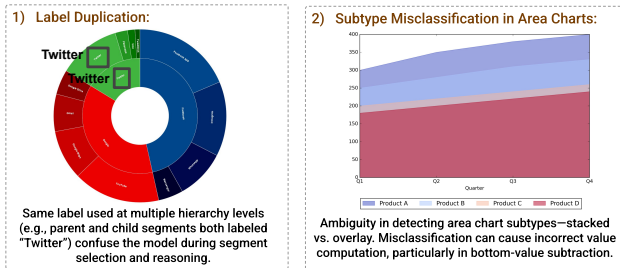 1) Label Duplication:
Twitter
Twitter
Same label used at multiple hierarchy levels
(e.g., parent and child segments both labeled
“Twitter”) confuse the model during segment
selection and reasoning.
2) Subtype Misclassification in Area Charts:
400
350
300
250
200
150
100
50
0
Q1 Q2 Q3 Q4
Quarter
Product A Product B Product C Product D
Ambiguity in detecting area chart subtypes—stacked
vs. overlay. Misclassification can cause incorrect value
computation, particularly in bottom-value subtraction.